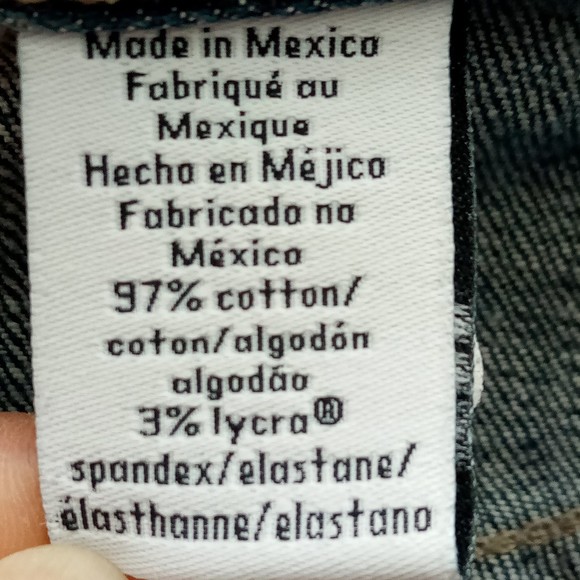 Made in Mexico
Fabriqué au
Mexique
Hecho en Méjico
Fabricado no
México
97% cotton/
coton/algodón
algodão
3% lycra®
spandex/elastane/
élasthanne/elastano